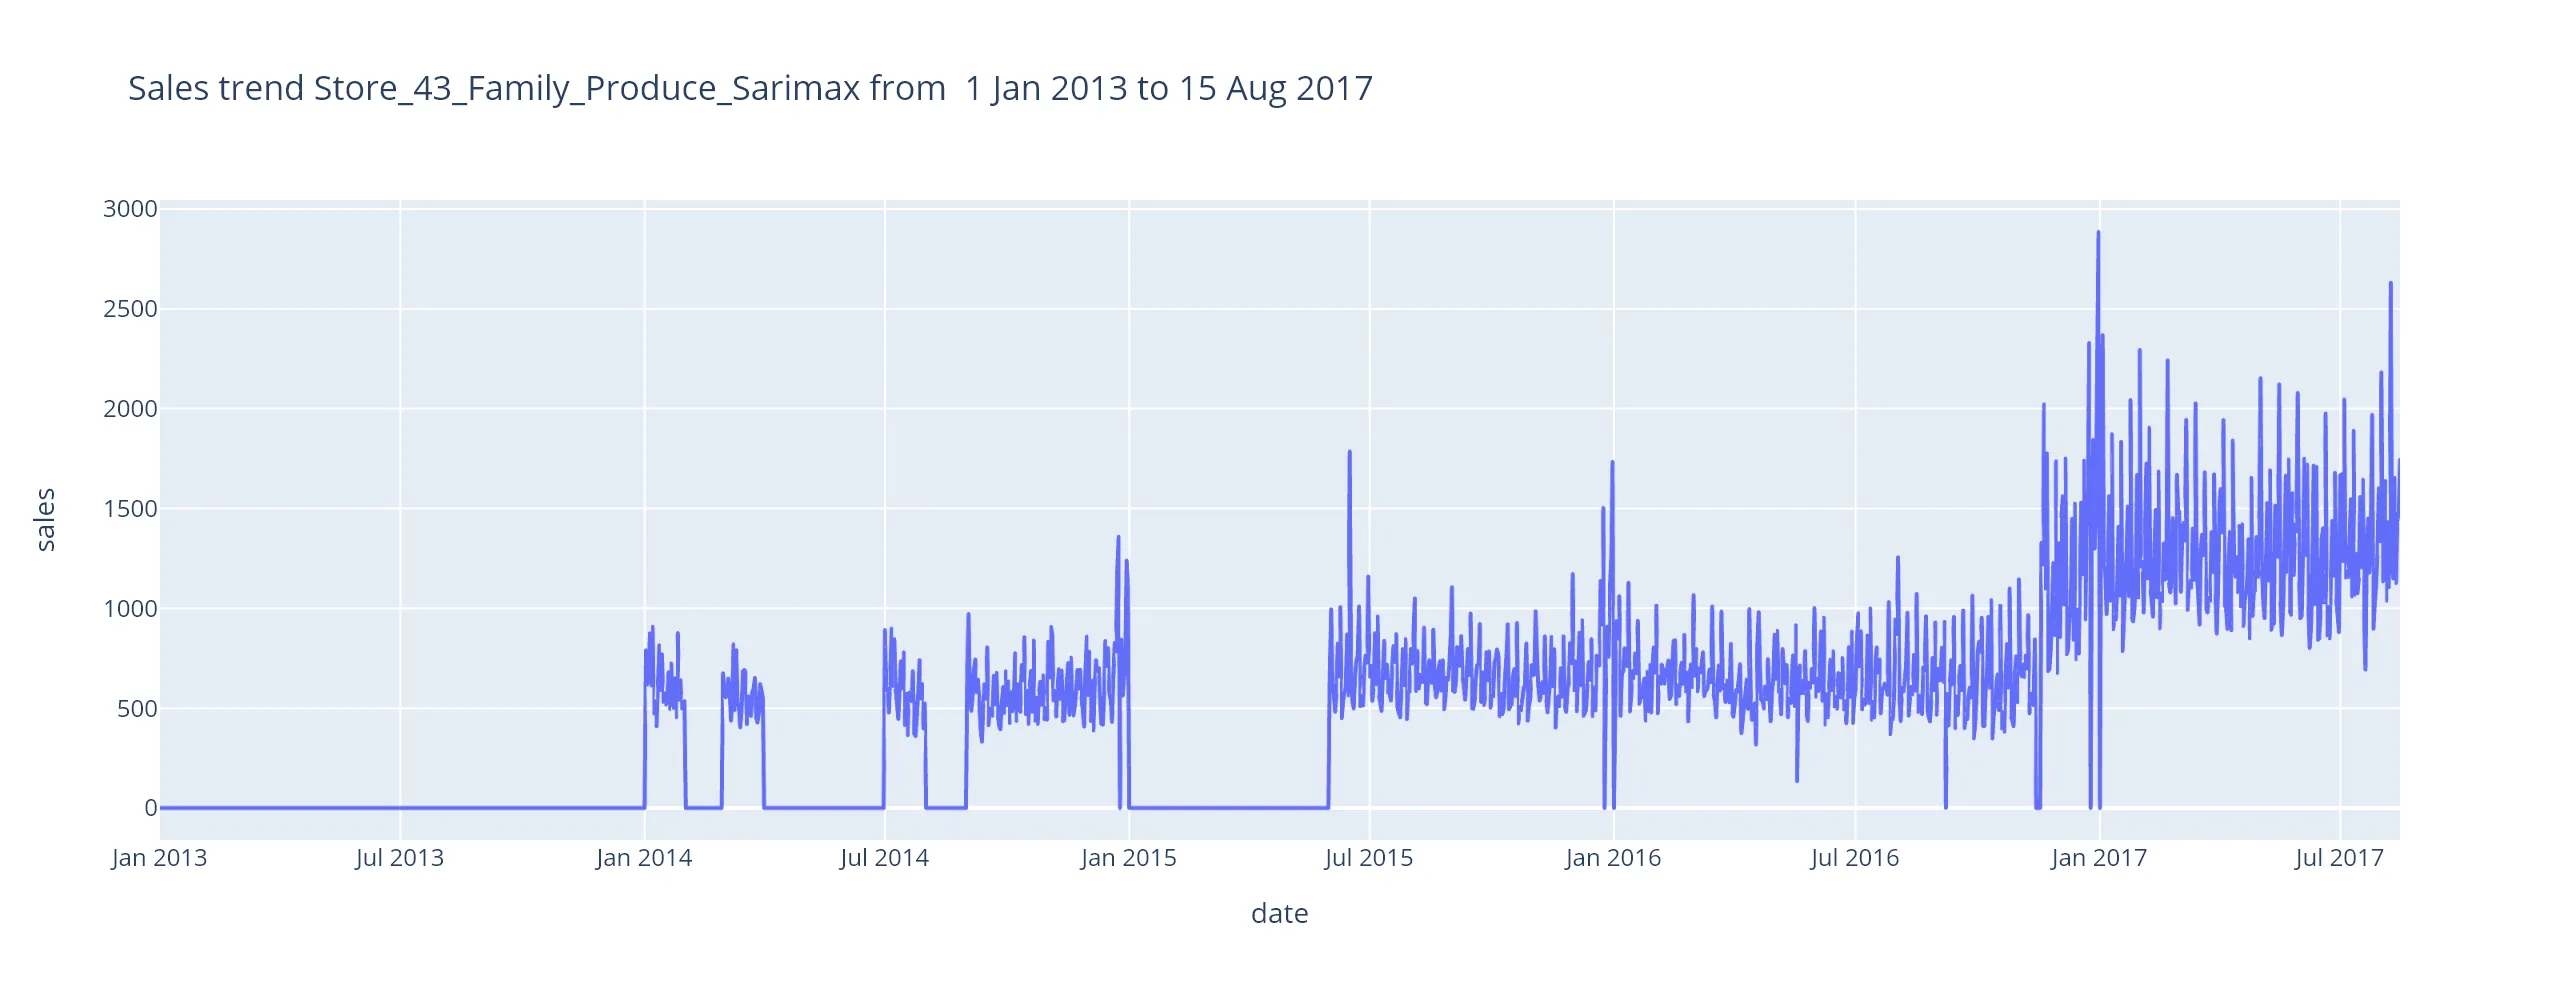 Sales trend Store_43_Family_Produce_Sarimax from  1 Jan 2013 to 15 Aug 2017
3000
2500
2000
1500
1000
500
0
sales
Jan 2013 Jul 2013 Jan 2014 Jul 2014 Jan 2015 Jul 2015 Jan 2016 Jul 2016 Jan 2017 Jul 2017
date